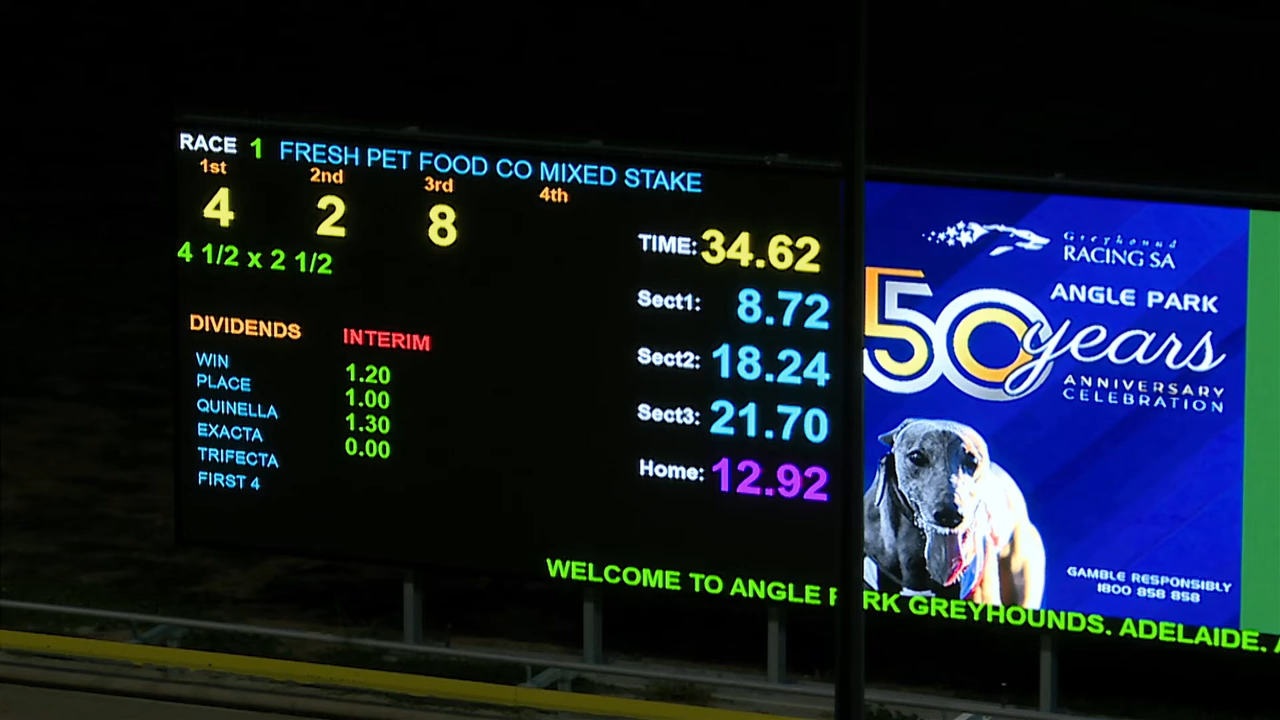 RACE 1 FRESH PET FOOD CO MIXED STAKE
1st 2nd 3rd 4th
4 2 8
4 1/2 x 2 1/2
TIME: 34.62
Sect1: 8.72
Sect2: 18.24
Sect3: 21.70
Home: 12.92
DIVIDENDS INTERIM
WIN 1.20
PLACE 1.00
QUINELLA 1.30
EXACTA 0.00
TRIFECTA
FIRST 4
Greyhound
RACING SA
ANGLE PARK
50 years
ANNIVERSARY
CELEBRATION
GAMBLE RESPONSIBLY
1800 858 858
WELCOME TO ANGLE P RK GREYHOUNDS. ADELAIDE.